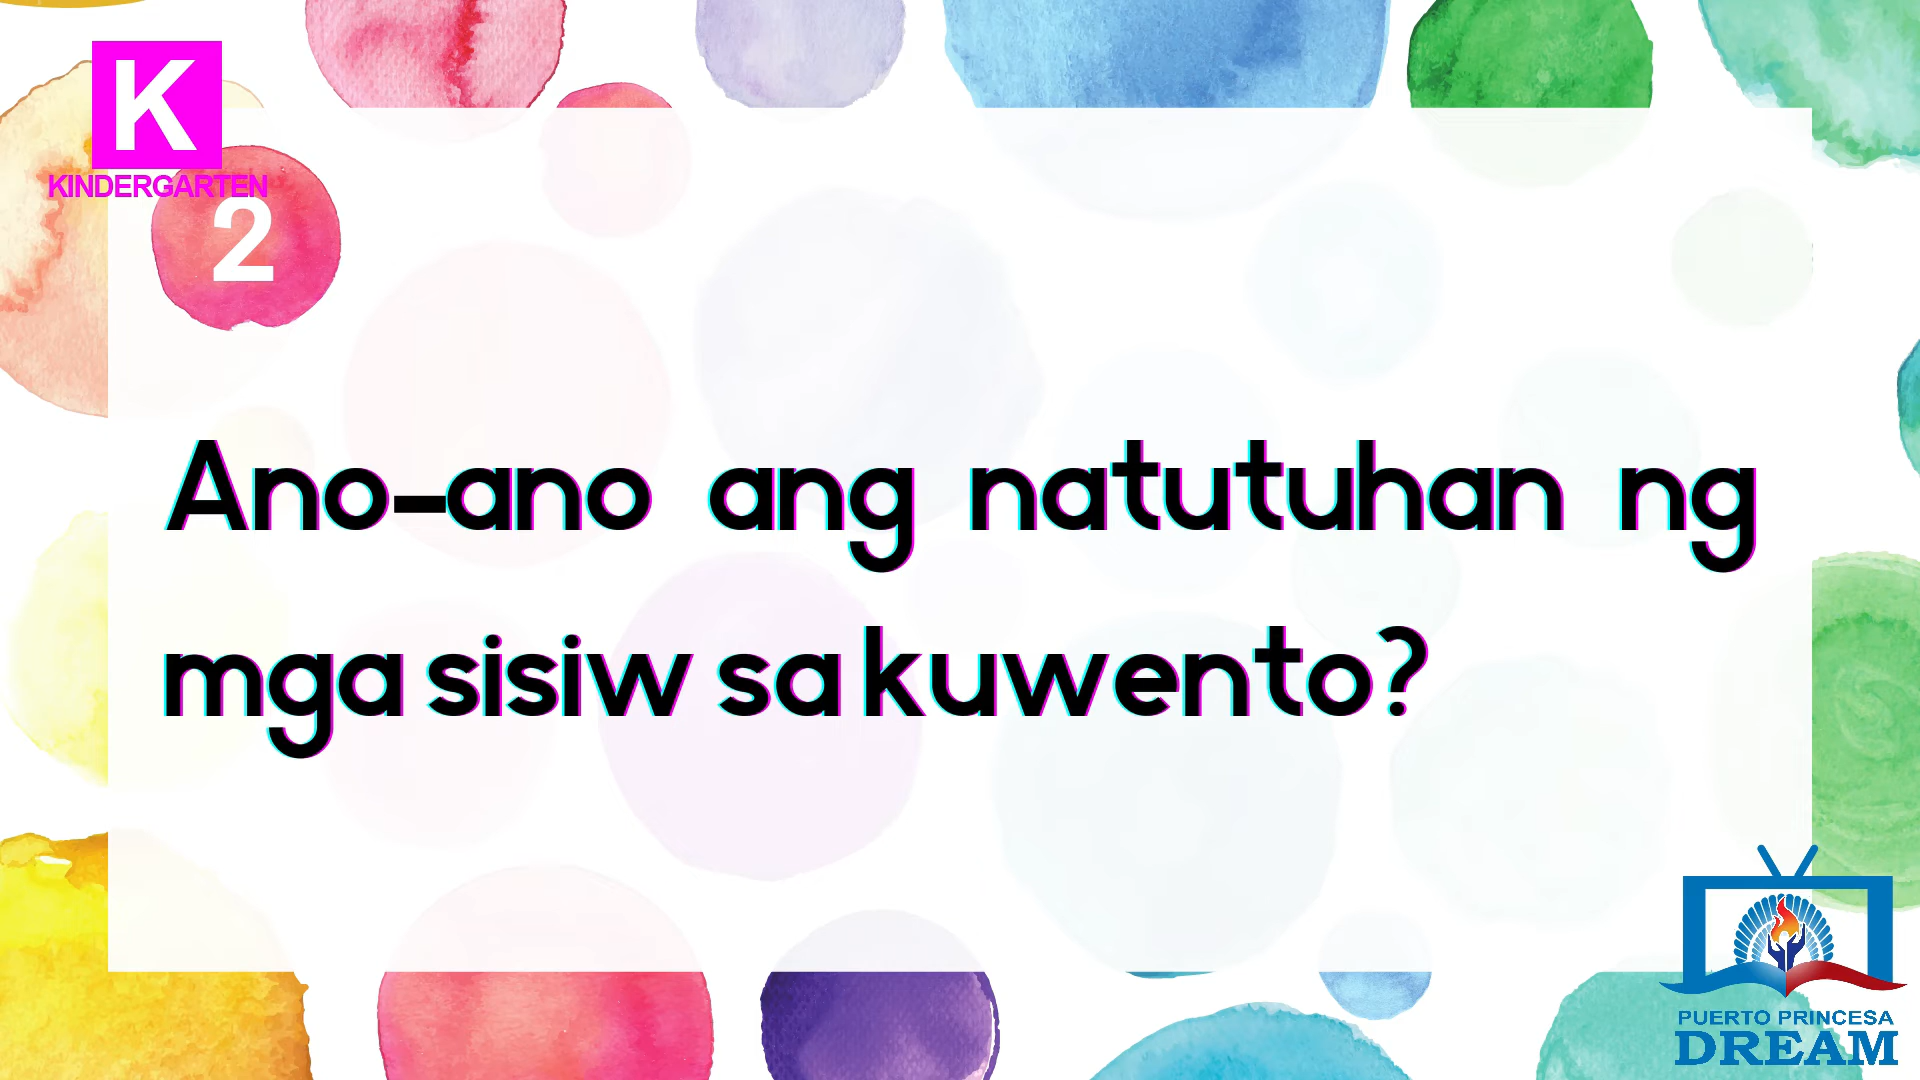 K
KINDERGARTEN
2
Ano-ano ang natutuhan ng
mga sisiw sa kuwento?
PUERTO PRINCESA
DREAM